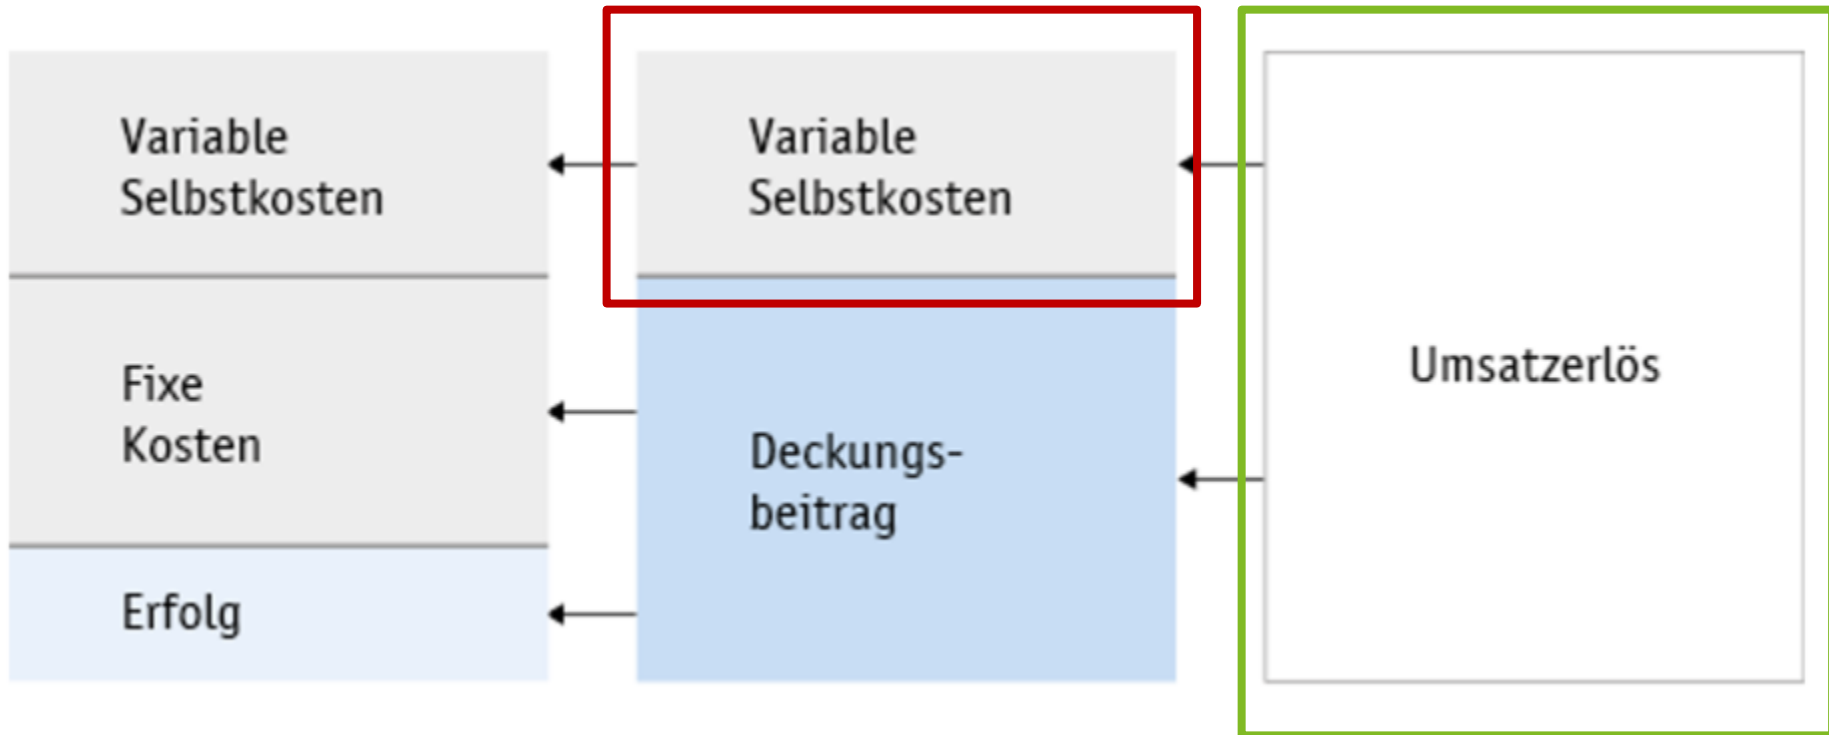 Variable
Selbstkosten
Fixe
Kosten
Erfolg
Variable
Selbstkosten
Deckungs-
beitrag
Umsatzerlös